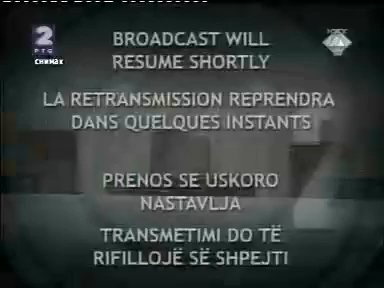 2
РТС
снимак
BROADCAST WILL
RESUME SHORTLY
LA RETRANSMISSION REPRENDRA
DANS QUELQUES INSTANTS
PRENOS SE USKORO
NASTAVLJA
TRANSMETIMI DO TË
RIFILLOJË SË SHPEJTI